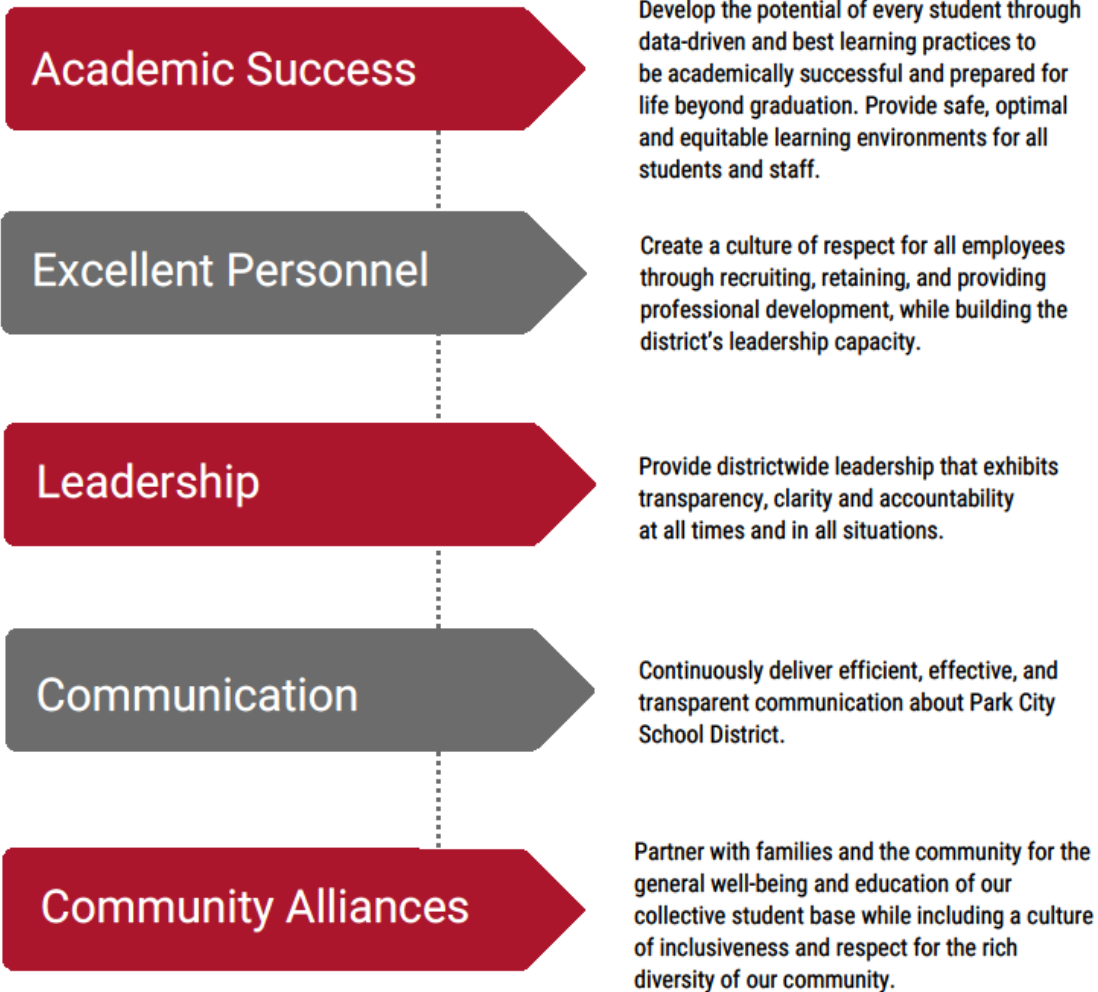 Academic Success
Develop the potential of every student through
data-driven and best learning practices to
be academically successful and prepared for
life beyond graduation. Provide safe, optimal
and equitable learning environments for all
students and staff.
Excellent Personnel
Create a culture of respect for all employees
through recruiting, retaining, and providing
professional development, while building the
district’s leadership capacity.
Leadership
Provide districtwide leadership that exhibits
transparency, clarity and accountability
at all times and in all situations.
Communication
Continuously deliver efficient, effective, and
transparent communication about Park City
School District.
Community Alliances
Partner with families and the community for the
general well-being and education of our
collective student base while including a culture
of inclusiveness and respect for the rich
diversity of our community.